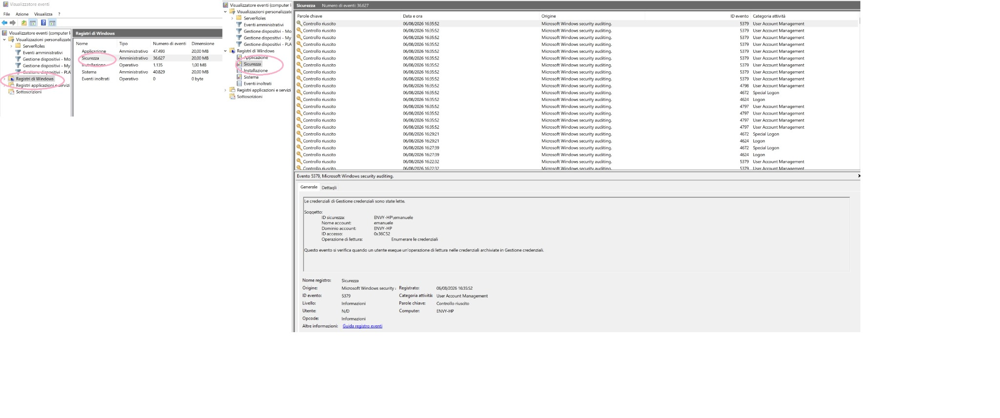 Visualizzatore eventi
File Azione Visualizza ?
Visualizzatore eventi (computer l
Visualizzazioni personalizzate
ServerRoles
Eventi amministrativi
Gestione dispositivi - Mo
Gestione dispositivi - My
Gestione dispositivi - PLA
Registri di Windows
Registri applicazioni e servizi
Sottoscrizioni
Registri di Windows
Nome Tipo Numero di eventi Dimensione
Applicazione Amministrativo 47.493 20,00 MB
Sicurezza Amministrativo 36.627 20,00 MB
Installazione Operativo 1.135 1,00 MB
Sistema Amministrativo 40.829 20,00 MB
Eventi inoltrati Operativo 0 0 byte
Visualizzatore eventi (computer l
Visualizzazioni personalizzate
ServerRoles
Eventi amministrativi
Gestione dispositivi - Mo
Gestione dispositivi - My
Gestione dispositivi - PLA
Registri di Windows
Applicazione
Sicurezza
Installazione
Sistema
Eventi inoltrati
Registri applicazioni e servizi
Sottoscrizioni
Sicurezza Numero di eventi: 36.627
Parole chiave Data e ora Origine ID evento Categoria attività
Controllo riuscito 06/08/2026 16:35:52 Microsoft Windows security auditing. 5379 User Account Management
Controllo riuscito 06/08/2026 16:35:52 Microsoft Windows security auditing. 5379 User Account Management
Controllo riuscito 06/08/2026 16:35:52 Microsoft Windows security auditing. 5379 User Account Management
Controllo riuscito 06/08/2026 16:35:52 Microsoft Windows security auditing. 5379 User Account Management
Controllo riuscito 06/08/2026 16:35:52 Microsoft Windows security auditing. 5379 User Account Management
Controllo riuscito 06/08/2026 16:35:52 Microsoft Windows security auditing. 5379 User Account Management
Controllo riuscito 06/08/2026 16:35:52 Microsoft Windows security auditing. 5379 User Account Management
Controllo riuscito 06/08/2026 16:35:52 Microsoft Windows security auditing. 5379 User Account Management
Controllo riuscito 06/08/2026 16:35:52 Microsoft Windows security auditing. 5379 User Account Management
Controllo riuscito 06/08/2026 16:35:52 Microsoft Windows security auditing. 4798 User Account Management
Controllo riuscito 06/08/2026 16:35:52 Microsoft Windows security auditing. 4672 Special Logon
Controllo riuscito 06/08/2026 16:35:52 Microsoft Windows security auditing. 4624 Logon
Controllo riuscito 06/08/2026 16:35:52 Microsoft Windows security auditing. 4797 User Account Management
Controllo riuscito 06/08/2026 16:35:52 Microsoft Windows security auditing. 4797 User Account Management
Controllo riuscito 06/08/2026 16:35:52 Microsoft Windows security auditing. 4797 User Account Management
Controllo riuscito 06/08/2026 16:35:52 Microsoft Windows security auditing. 4797 User Account Management
Controllo riuscito 06/08/2026 16:29:21 Microsoft Windows security auditing. 4672 Special Logon
Controllo riuscito 06/08/2026 16:29:21 Microsoft Windows security auditing. 4624 Logon
Controllo riuscito 06/08/2026 16:27:39 Microsoft Windows security auditing. 4672 Special Logon
Controllo riuscito 06/08/2026 16:27:39 Microsoft Windows security auditing. 4624 Logon
Controllo riuscito 06/08/2026 16:22:32 Microsoft Windows security auditing. 5379 User Account Management
Controllo riuscito 06/08/2026 16:22:32 Microsoft Windows security auditing. 5379 User Account Management
Evento 5379, Microsoft Windows security auditing.
Generale Dettagli
Le credenziali di Gestione credenziali sono state lette.
Soggetto:
ID sicurezza: ENVY-HP\emanuele
Nome account: emanuele
Dominio account: ENVY-HP
ID accesso: 0x36C52
Operazione di lettura: Enumerare le credenziali
Questo evento si verifica quando un utente esegue un'operazione di lettura nelle credenziali archiviate in Gestione credenziali.
Nome registro: Sicurezza
Origine: Microsoft Windows security Registrato: 06/08/2026 16:35:52
ID evento: 5379 Categoria attività: User Account Management
Livello: Informazioni Parole chiave: Controllo riuscito
Utente: N/D Computer: ENVY-HP
Opcode: Informazioni
Altre informazioni: Guida registro eventi